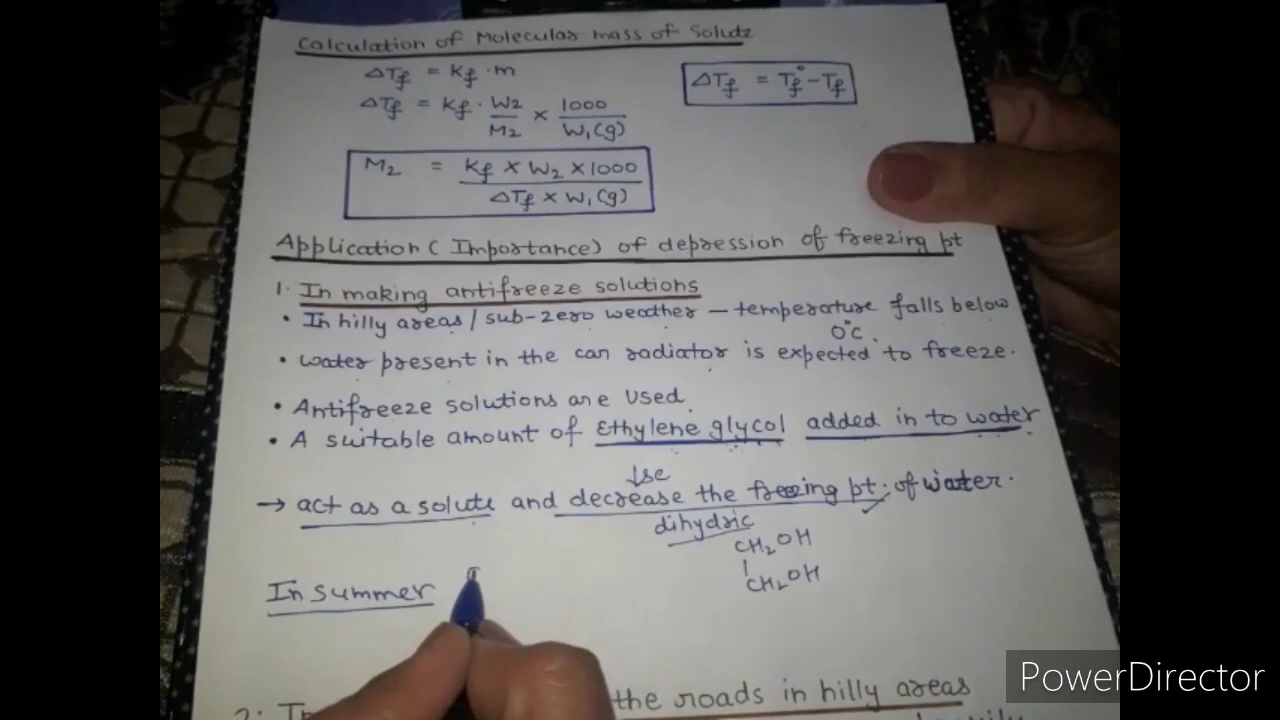 Calculation of Molecular mass of Solute
ΔTf = Kf · m
ΔTf = Tf° - Tf
ΔTf = Kf · W2/M2 × 1000/W1(g)
M2 = Kf × W2 × 1000 / ΔTf × W1(g)
Application (Importance) of depression of freezing pt
1. In making antifreeze solutions
• In hilly areas / sub-zero weather – temperature falls below
0°C.
• Water present in the car radiator is expected to freeze.
• Antifreeze solutions are used.
• A suitable amount of Ethylene glycol added in to water
↓se
→ act as a solute and decrease the freezing pt. of water.
dihydric
CH2OH
|
CH2OH
In summer
2. In
the roads in hilly areas
PowerDirector